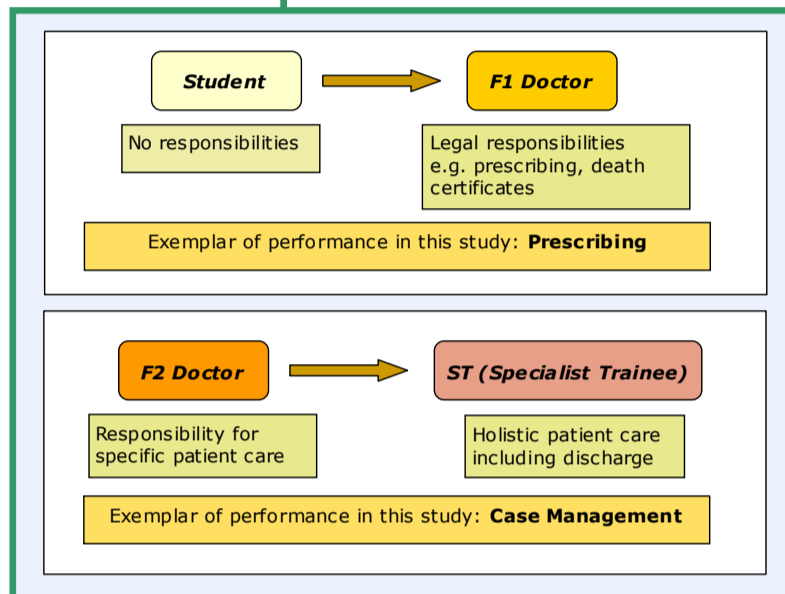 Student
F1 Doctor
No responsibilities
Legal responsibilities
e.g. prescribing, death
certificates
Exemplar of performance in this study: Prescribing
F2 Doctor
ST (Specialist Trainee)
Responsibility for
specific patient care
Holistic patient care
including discharge
Exemplar of performance in this study: Case Management